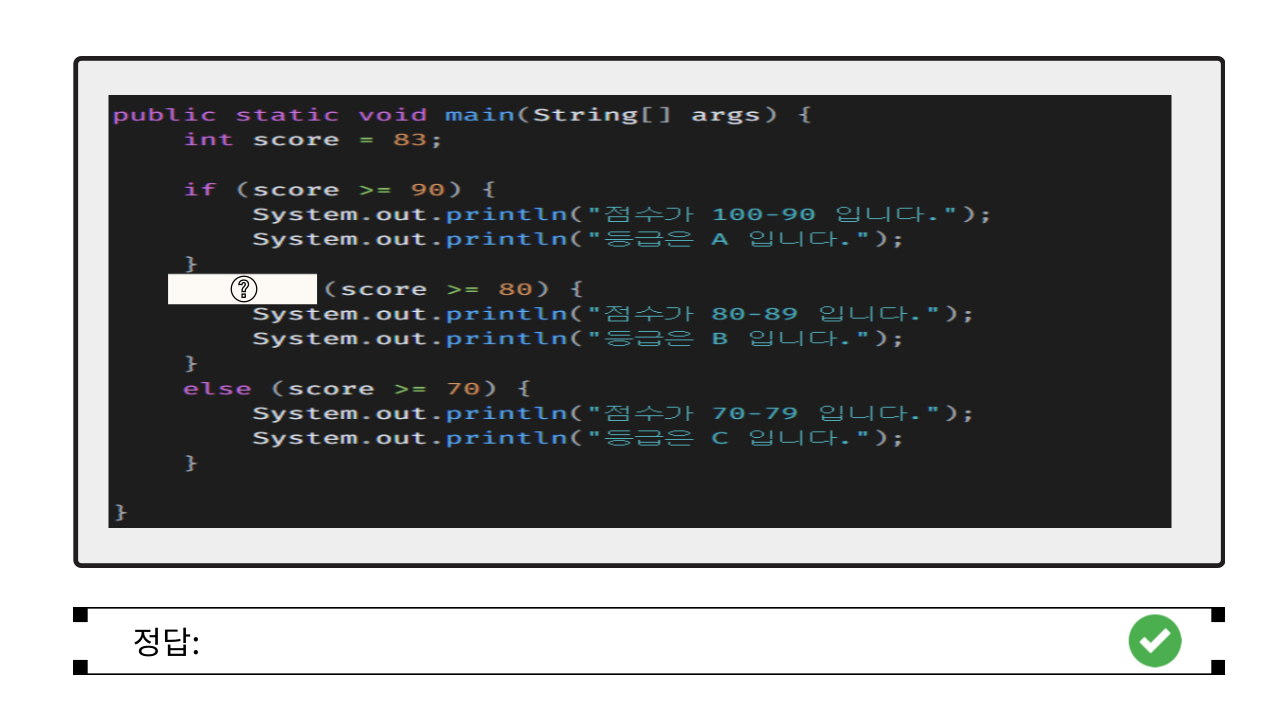 public static void main(String[] args) {
int score = 83;
if (score >= 90) {
System.out.println("점수가 100-90 입니다.");
System.out.println("등급은 A 입니다.");
}
? (score >= 80) {
System.out.println("점수가 80-89 입니다.");
System.out.println("등급은 B 입니다.");
}
else (score >= 70) {
System.out.println("점수가 70-79 입니다.");
System.out.println("등급은 C 입니다.");
}
}
정답: